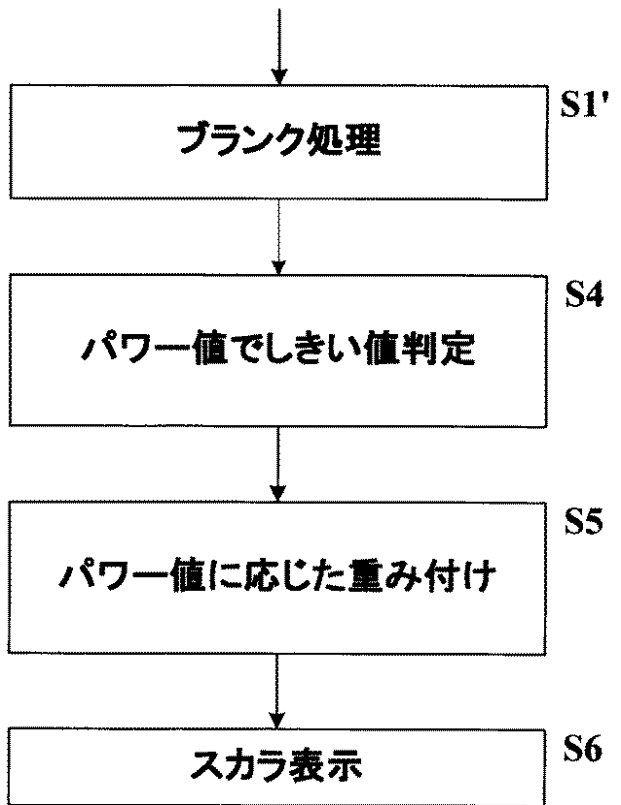 ブランク処理
S1'
パワー値でしきい値判定
S4
パワー値に応じた重み付け
S5
スカラ表示
S6